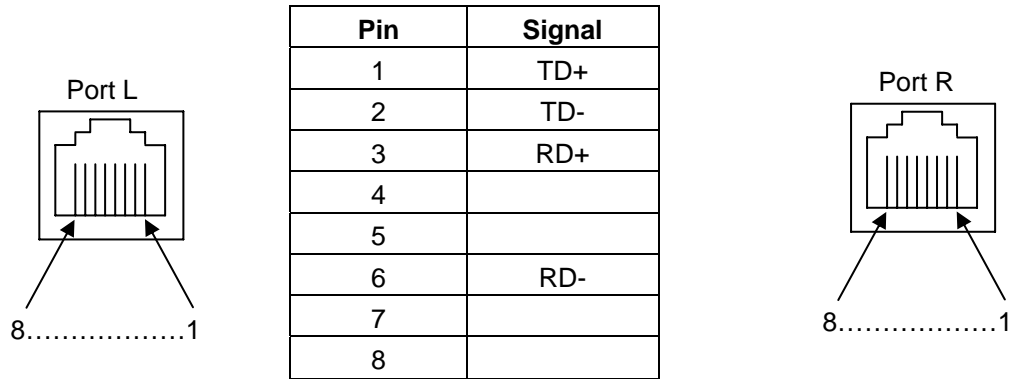 Port L
8………………1
Pin Signal
1 TD+
2 TD-
3 RD+
4
5
6 RD-
7
8
Port R
8………………1